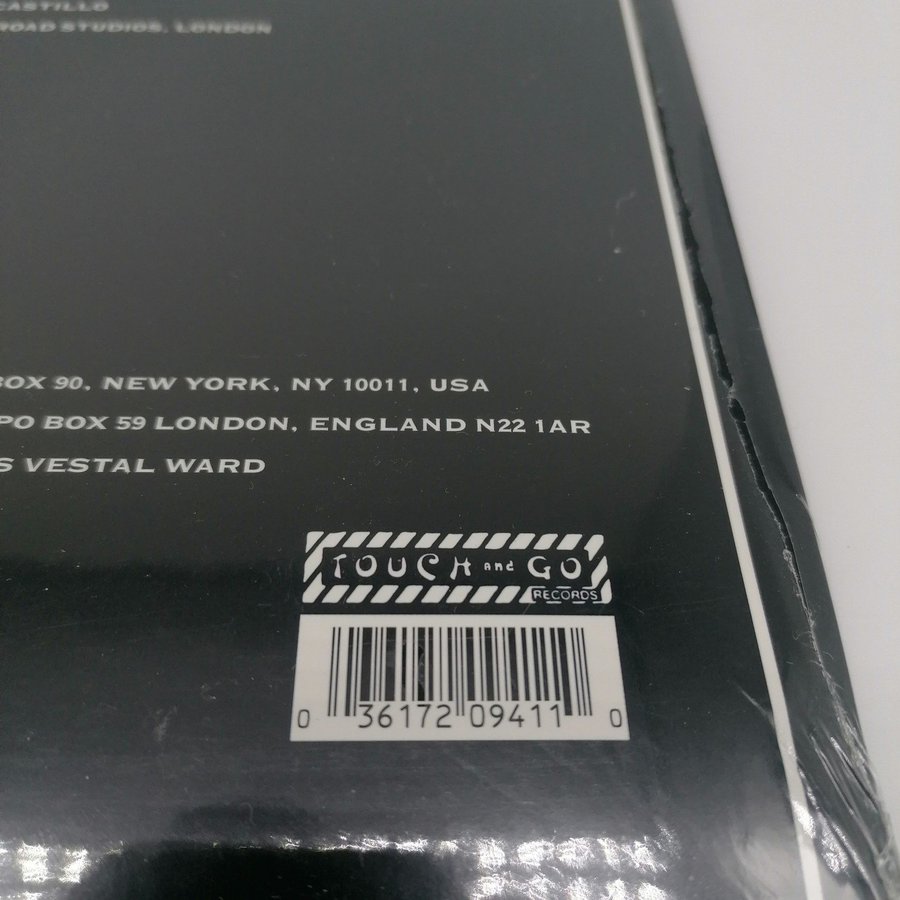 CASTILLO
ROAD STUDIOS, LONDON
BOX 90, NEW YORK, NY 10011, USA
PO BOX 59 LONDON, ENGLAND N22 1AR
S VESTAL WARD
TOUCH and GO
RECORDS
0 36172 09411 0